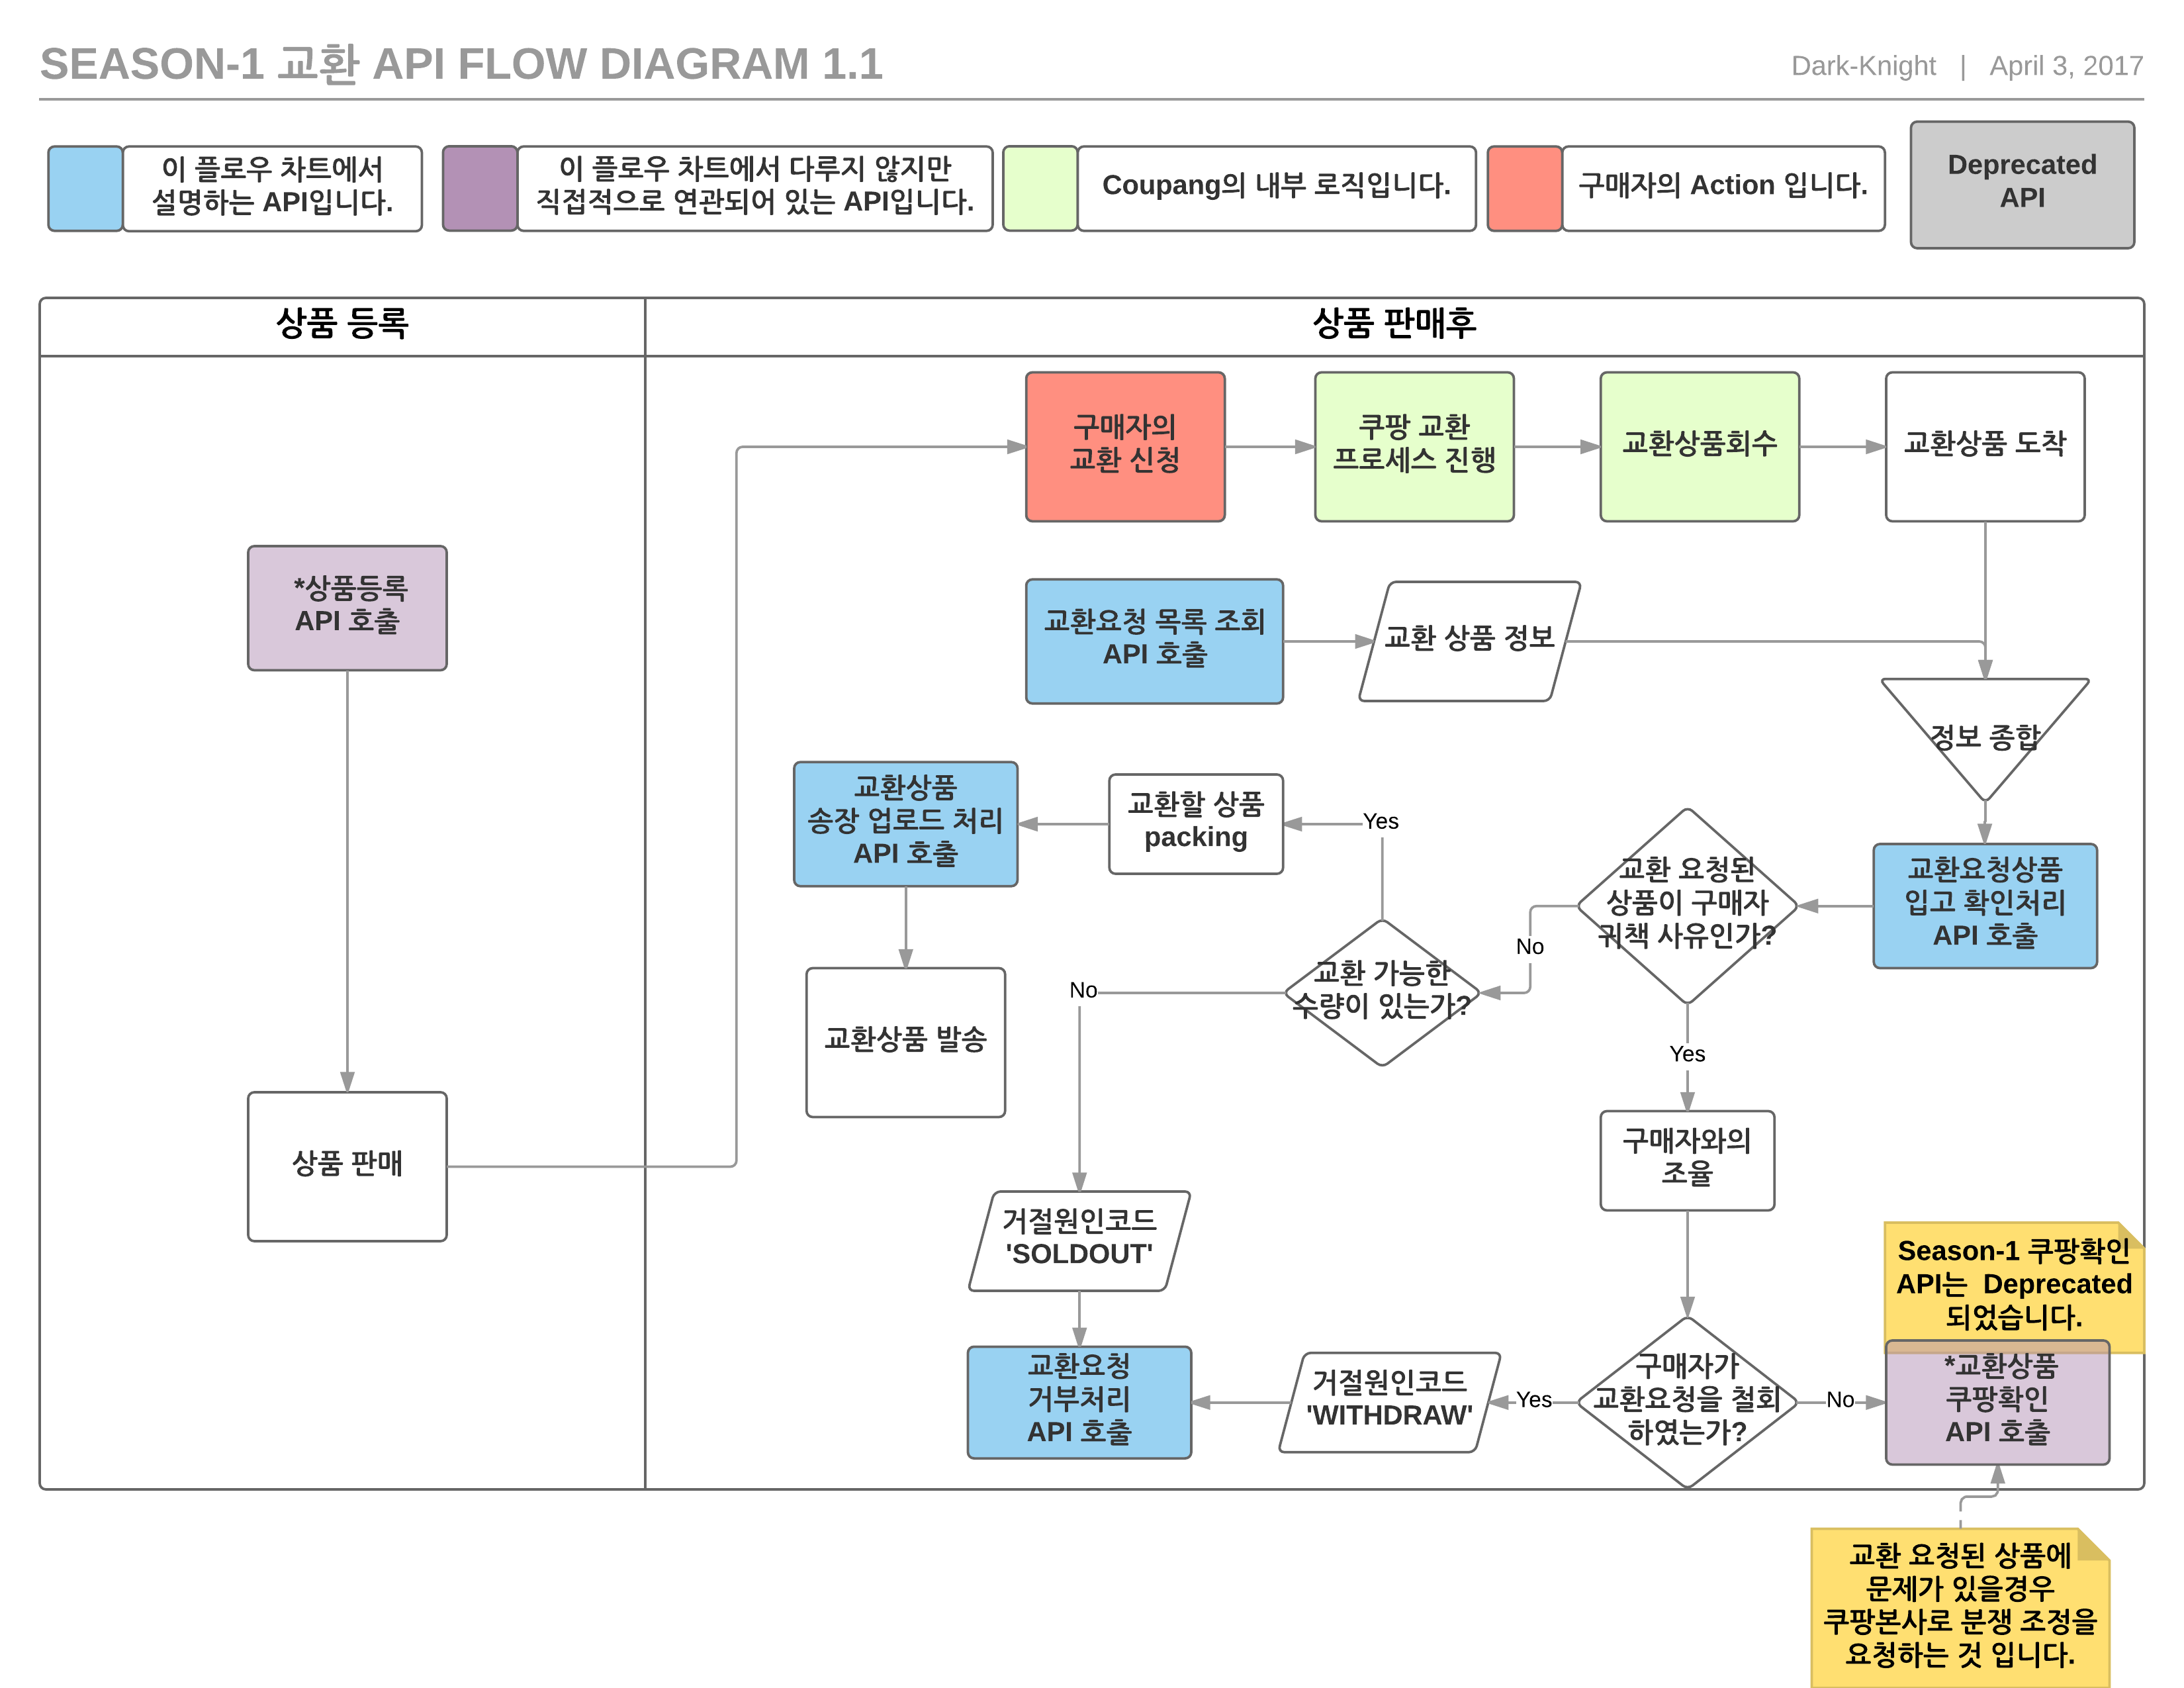 SEASON-1 교환 API FLOW DIAGRAM 1.1
Dark-Knight | April 3, 2017
이 플로우 차트에서
설명하는 API입니다.
이 플로우 차트에서 다루지 않지만
직접적으로 연관되어 있는 API입니다.
Coupang의 내부 로직입니다.
구매자의 Action 입니다.
Deprecated
API
상품 등록
상품 판매후
구매자의
교환 신청
쿠팡 교환
프로세스 진행
교환상품회수
교환상품 도착
*상품등록
API 호출
교환요청 목록 조회
API 호출
교환 상품 정보
정보 종합
교환상품
송장 업로드 처리
API 호출
교환할 상품
packing
Yes
교환 요청된
상품이 구매자
귀책 사유인가?
교환요청상품
입고 확인처리
API 호출
No
교환 가능한
수량이 있는가?
No
교환상품 발송
Yes
구매자와의
조율
상품 판매
거절원인코드
'SOLDOUT'
Season-1 쿠팡확인
API는  Deprecated
되었습니다.
교환요청
거부처리
API 호출
거절원인코드
'WITHDRAW'
Yes
구매자가
교환요청을 철회
하였는가?
No
*교환상품
쿠팡확인
API 호출
교환 요청된 상품에
문제가 있을경우
쿠팡본사로 분쟁 조정을
요청하는 것 입니다.